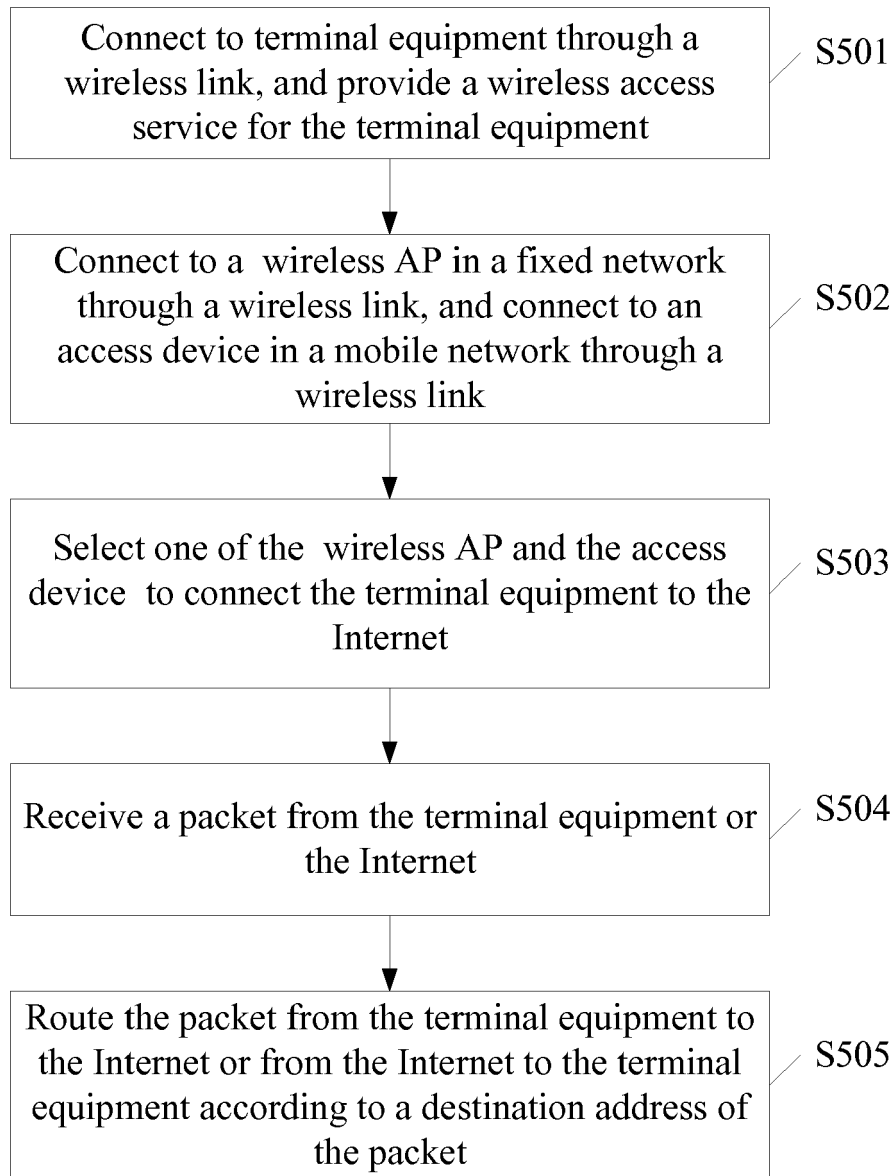 Connect to terminal equipment through a
wireless link, and provide a wireless access
service for the terminal equipment
S501
Connect to a wireless AP in a fixed network
through a wireless link, and connect to an
access device in a mobile network through a
wireless link
S502
Select one of the wireless AP and the access
device to connect the terminal equipment to the
Internet
S503
Receive a packet from the terminal equipment or
the Internet
S504
Route the packet from the terminal equipment to
the Internet or from the Internet to the terminal
equipment according to a destination address of
the packet
S505